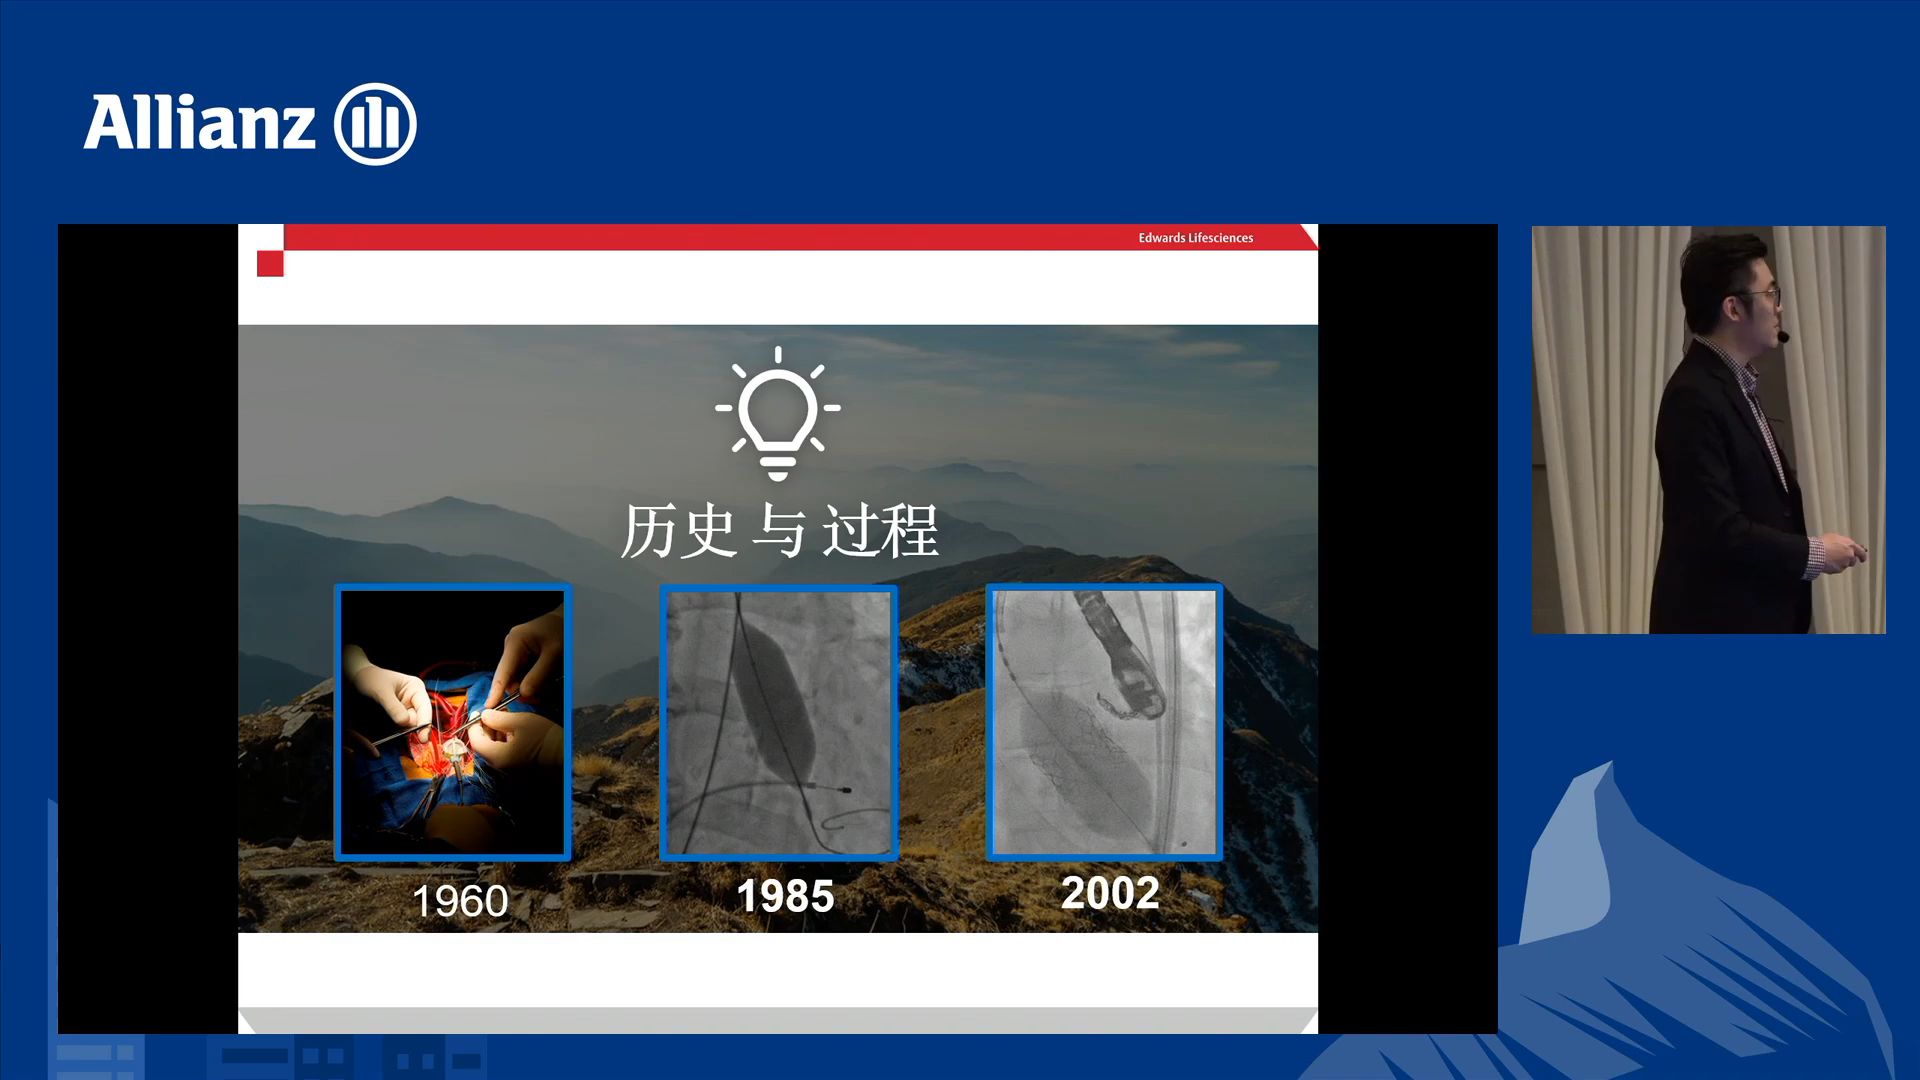 Allianz
Edwards Lifesciences
历史 与 过程
1960
1985
2002